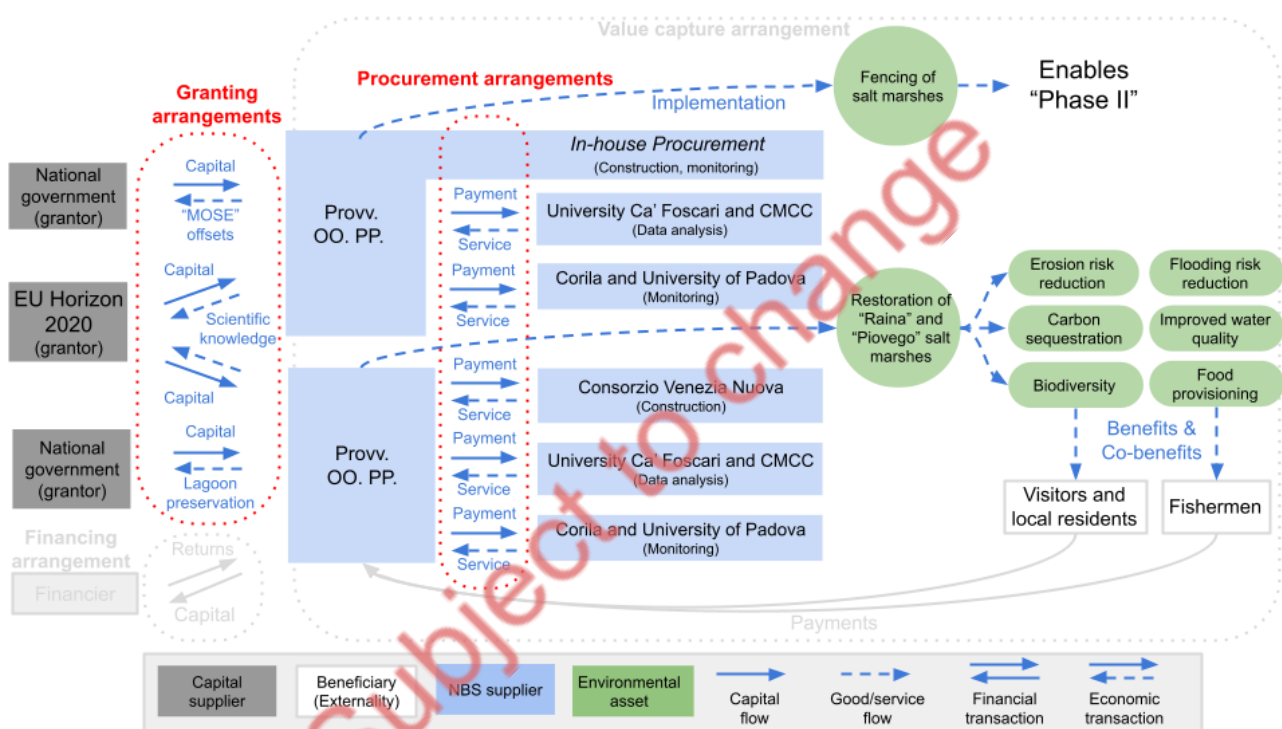 Value capture arrangement
Procurement arrangements
Granting
arrangements
Implementation
Fencing of
salt marshes
Enables
“Phase II”
National
government
(grantor)
Capital
“MOSE”
offsets
In-house Procurement
(Construction, monitoring)
Provv.
OO. PP.
Payment
Service
University Ca’ Foscari and CMCC
(Data analysis)
Payment
Service
Corila and University of Padova
(Monitoring)
EU Horizon
2020
(grantor)
Capital
Scientific
knowledge
Capital
Restoration of
“Raina” and
“Piovego” salt
marshes
Erosion risk
reduction
Flooding risk
reduction
Carbon
sequestration
Improved water
quality
Biodiversity
Food
provisioning
National
government
(grantor)
Capital
Lagoon
preservation
Provv.
OO. PP.
Payment
Service
Consorzio Venezia Nuova
(Construction)
Payment
Service
University Ca’ Foscari and CMCC
(Data analysis)
Payment
Service
Corila and University of Padova
(Monitoring)
Benefits &
Co-benefits
Visitors and
local residents
Fishermen
Financing
arrangement
Financier
Returns
Capital
Payments
Subject to change
Capital
supplier
Beneficiary
(Externality)
NBS supplier
Environmental
asset
Capital
flow
Good/service
flow
Financial
transaction
Economic
transaction